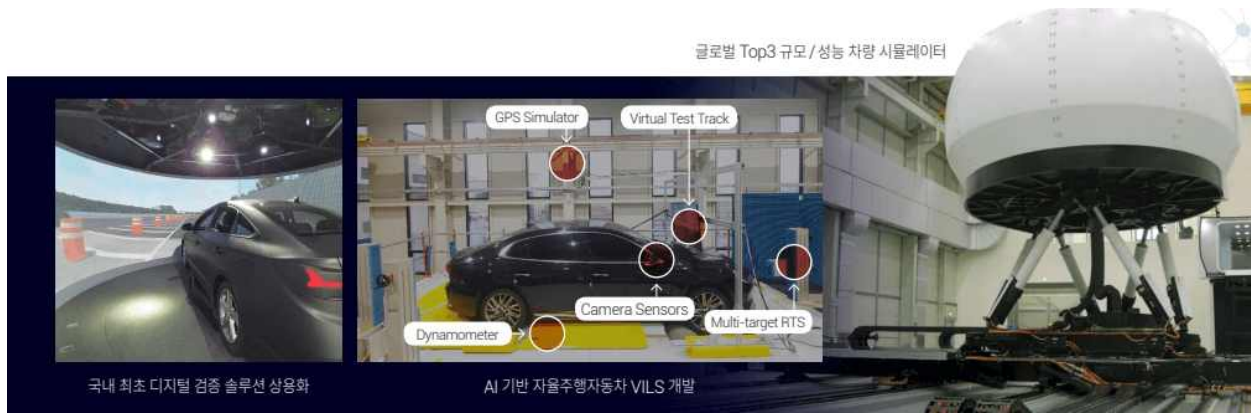 글로벌 Top3 규모 / 성능 차량 시뮬레이터
GPS Simulator
Virtual Test Track
Camera Sensors
Multi-target RTS
Dynamometer
국내 최초 디지털 검증 솔루션 상용화
AI 기반 자율주행자동차 VILS 개발